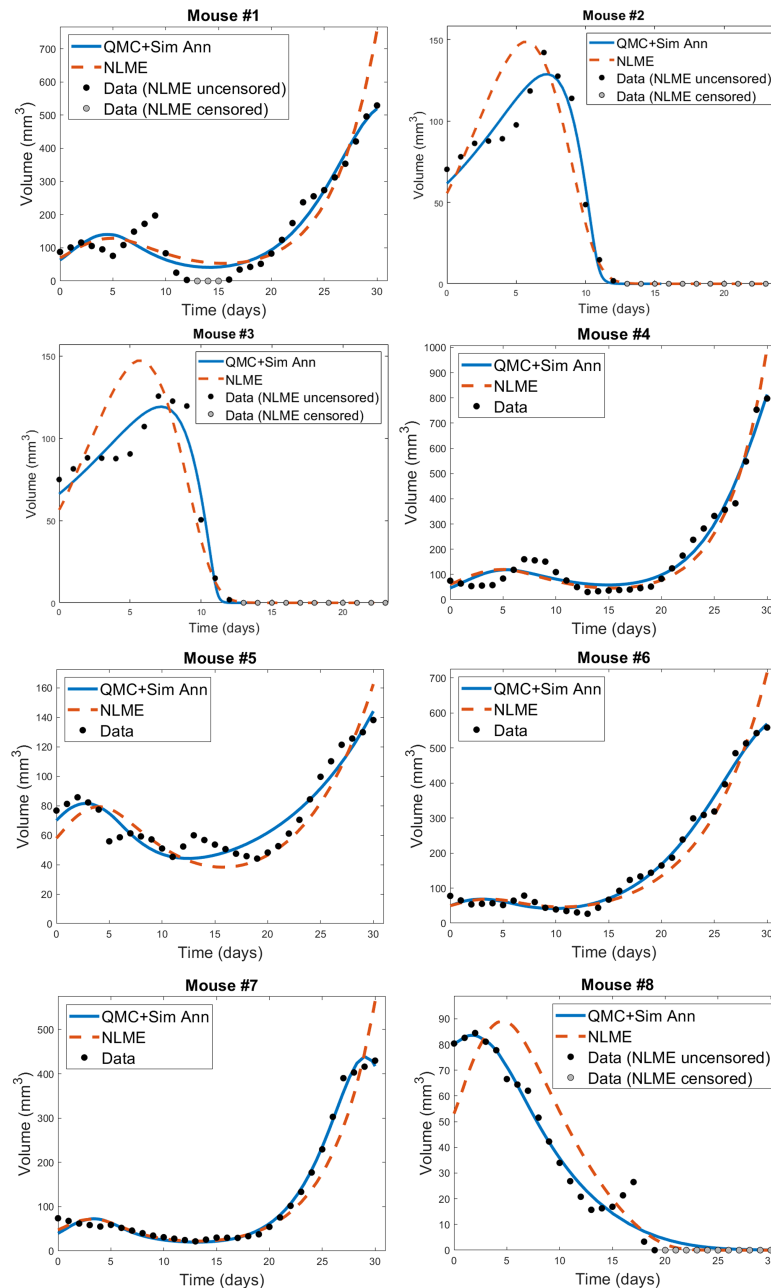 Mouse #1
QMC+Sim Ann
NLME
Data (NLME uncensored)
Data (NLME censored)
Volume (mm3)
700
600
500
400
300
200
100
0
0 5 10 15 20 25 30
Time (days)
Mouse #2
QMC+Sim Ann
NLME
Data (NLME uncensored)
Data (NLME censored)
Volume (mm3)
150
100
50
0
0 5 10 15 20
Time (days)
Mouse #3
QMC+Sim Ann
NLME
Data (NLME uncensored)
Data (NLME censored)
Volume (mm3)
150
100
50
0
0 5 10 15 20
Time (days)
Mouse #4
QMC+Sim Ann
NLME
Data
Volume (mm3)
1000
900
800
700
600
500
400
300
200
100
0
0 5 10 15 20 25 30
Time (days)
Mouse #5
QMC+Sim Ann
NLME
Data
Volume (mm3)
160
140
120
100
80
60
40
20
0
0 5 10 15 20 25 30
Time (days)
Mouse #6
QMC+Sim Ann
NLME
Data
Volume (mm3)
700
600
500
400
300
200
100
0
0 5 10 15 20 25 30
Time (days)
Mouse #7
QMC+Sim Ann
NLME
Data
Volume (mm3)
500
400
300
200
100
0
0 5 10 15 20 25 30
Time (days)
Mouse #8
QMC+Sim Ann
NLME
Data (NLME uncensored)
Data (NLME censored)
Volume (mm3)
90
80
70
60
50
40
30
20
10
0
0 5 10 15 20 25 30
Time (days)